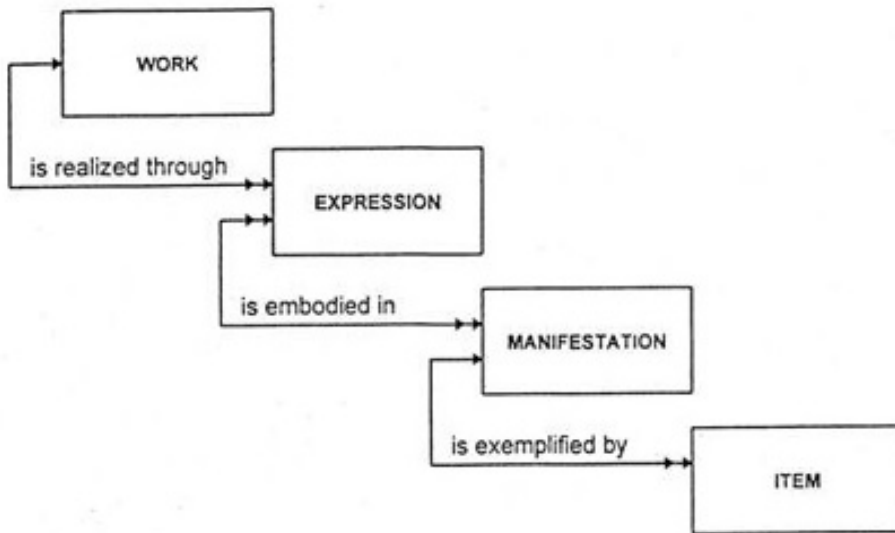 WORK
is realized through
EXPRESSION
is embodied in
MANIFESTATION
is exemplified by
ITEM